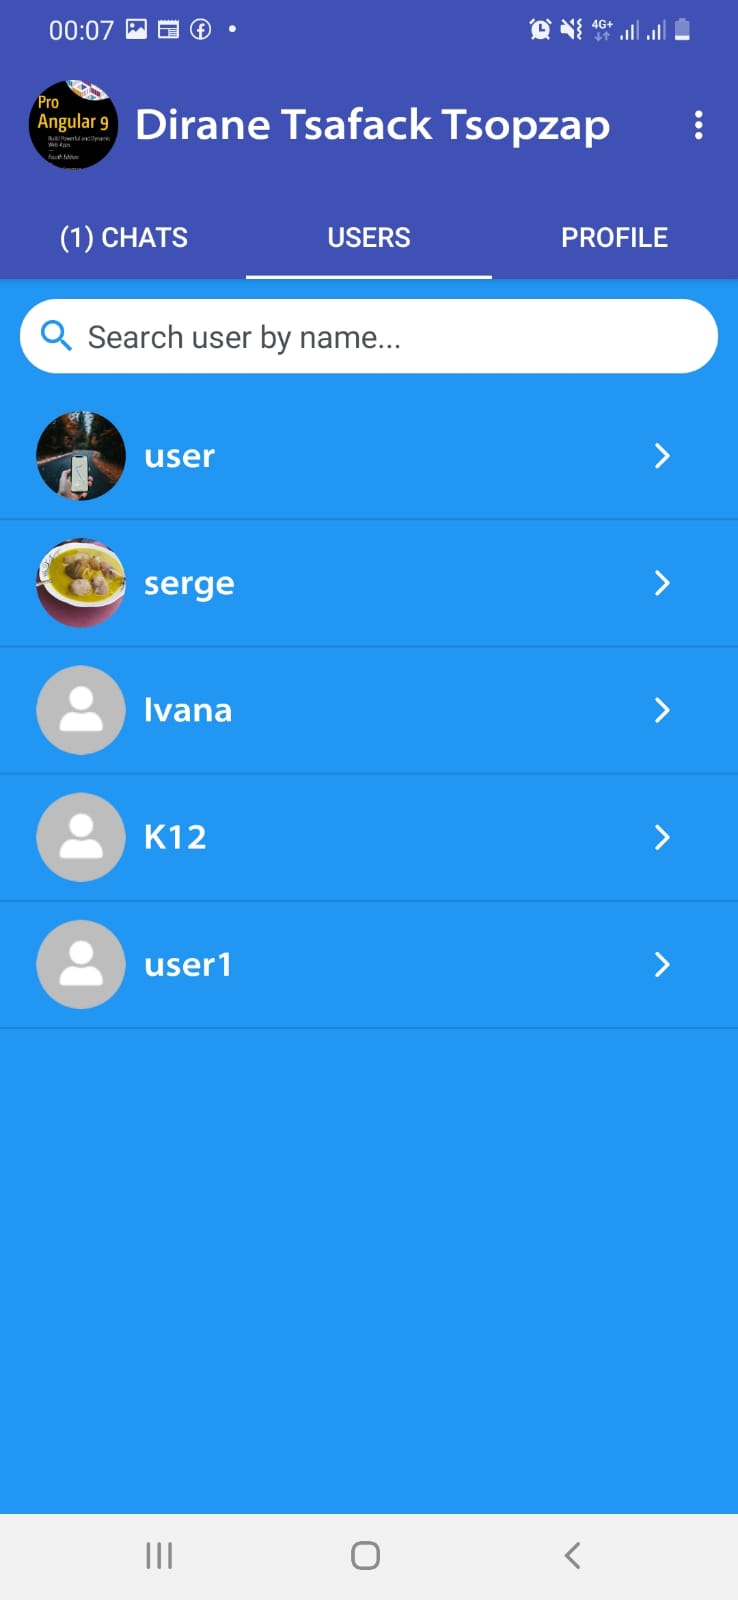 00:07
4G+
Pro
Angular 9
Build Powerful and Dynamic
Web Apps
Fourth Edition
Dirane Tsafack Tsopzap
(1) CHATS
USERS
PROFILE
Search user by name...
user
serge
Ivana
K12
user1